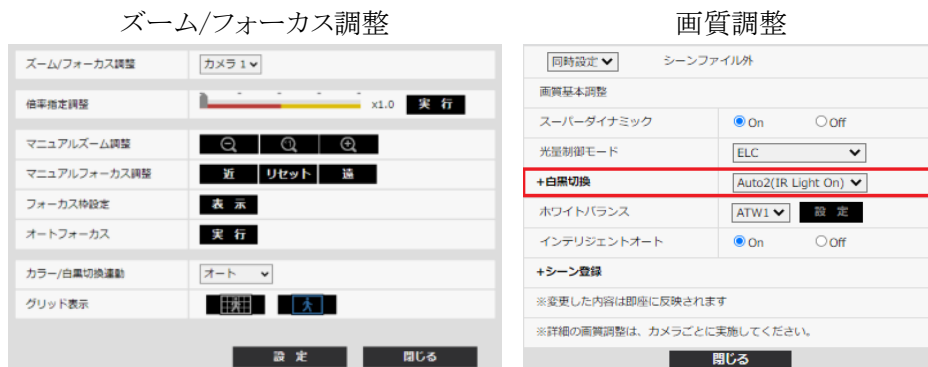 ズーム/フォーカス調整
ズーム/フォーカス調整 カメラ 1
倍率指定調整 x1.0 実 行
マニュアルズーム調整
マニュアルフォーカス調整 近 リセット 遠
フォーカス枠設定 表 示
オートフォーカス 実 行
カラー/白黒切換連動 オート
グリッド表示
設 定 閉じる
画質調整
同時設定 シーンファイル外
画質基本調整
スーパーダイナミック On Off
光量制御モード ELC
+白黒切換 Auto2(IR Light On)
ホワイトバランス ATW1 設 定
インテリジェントオート On Off
+シーン登録
※変更した内容は即座に反映されます
※詳細の画質調整は、カメラごとに実施してください。
閉じる